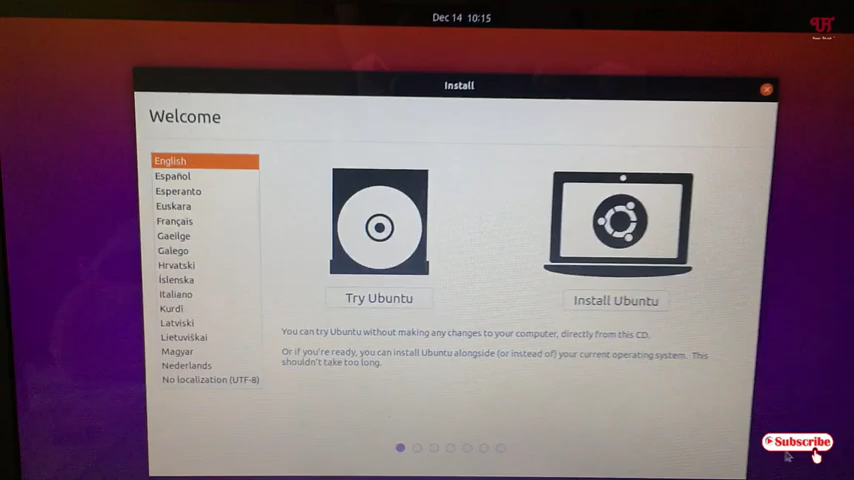 Dec 14 10:15
Install
Welcome
English
Español
Esperanto
Euskara
Français
Gaeilge
Galego
Hrvatski
Íslenska
Italiano
Kurdî
Latviski
Lietuviškai
Magyar
Nederlands
No localization (UTF-8)
Try Ubuntu
Install Ubuntu
You can try Ubuntu without making any changes to your computer, directly from this CD.
Or if you're ready, you can install Ubuntu alongside (or instead of) your current operating system. This
shouldn't take too long.
Subscribe